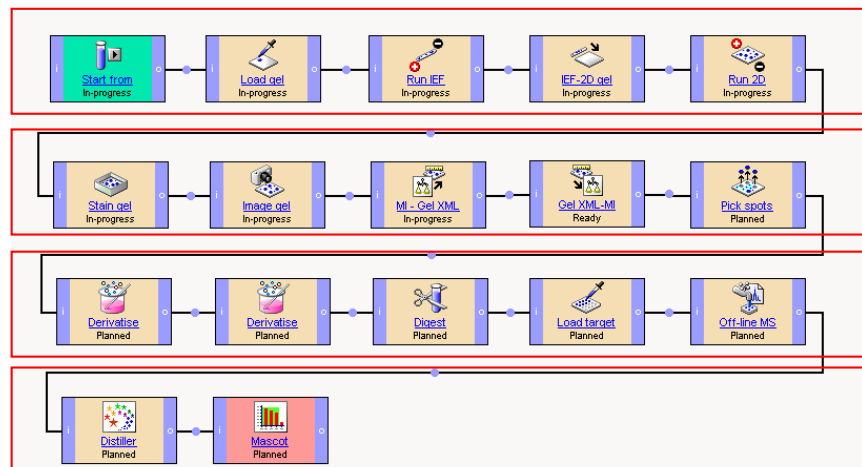 Start from
In-progress
Load gel
In-progress
Run IEF
In-progress
IEF-2D gel
In-progress
Run 2D
In-progress
Stain gel
In-progress
Image gel
In-progress
MI - Gel XML
In-progress
Gel XML-MI
Ready
Pick spots
Planned
Derivatise
Planned
Derivatise
Planned
Digest
Planned
Load target
Planned
Off-line MS
Planned
Distiller
Planned
Mascot
Planned